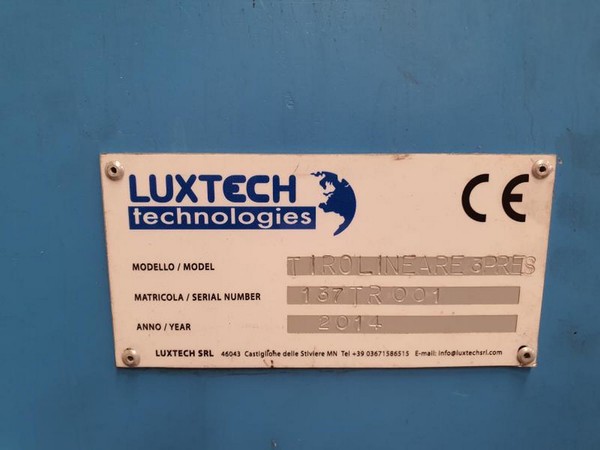 LUXTECH
technologies
CE
MODELLO / MODEL TIROLINEARE 3PRES
MATRICOLA / SERIAL NUMBER 137TR001
ANNO / YEAR 2014
LUXTECH SRL 46043 Castiglione delle Stiviere MN Tel +39 03671586515 E-mail: info@luxtechsrl.com